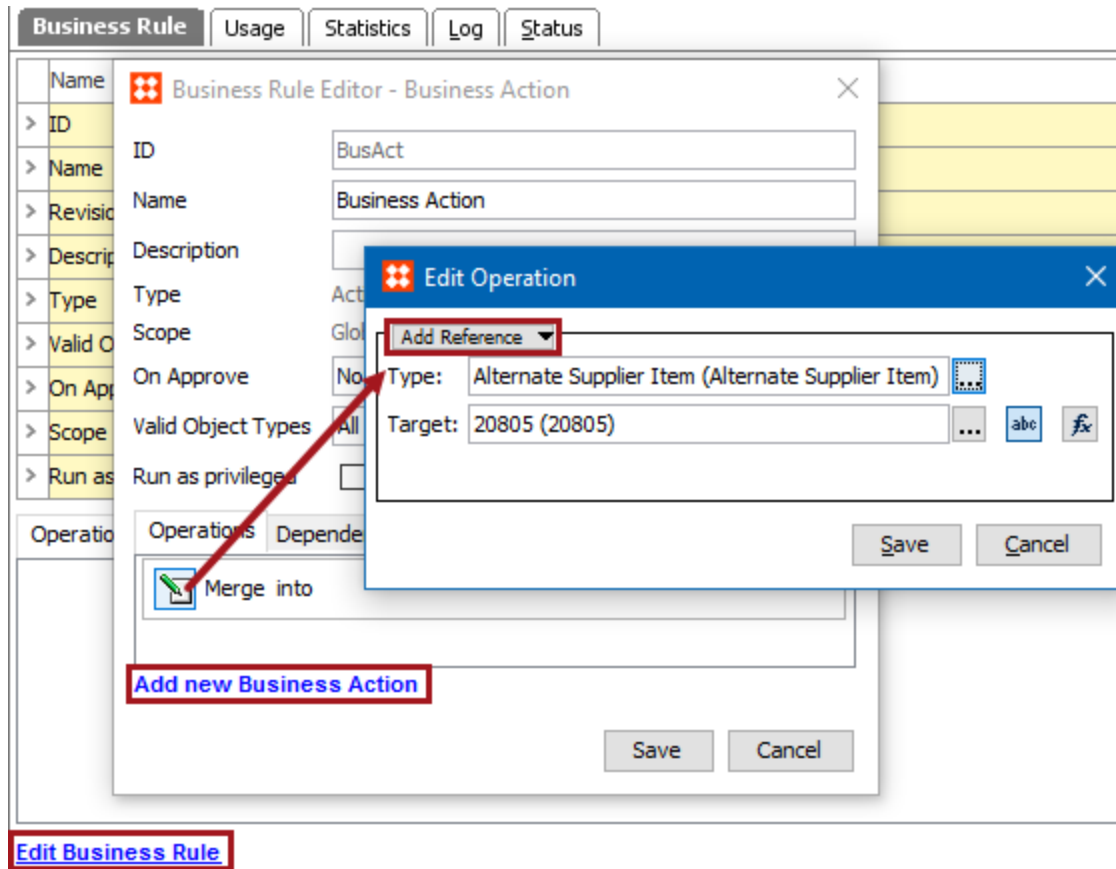 Business Rule Usage Statistics Log Status
Name
ID
Name
Revisio
Descrip
Type
Valid O
On App
Scope
Run as
Operatio
Business Rule Editor - Business Action
ID BusAct
Name Business Action
Description
Type Act
Scope Glob
On Approve No
Valid Object Types All
Run as privileged
Operations Depende
Merge into
Add new Business Action
Save Cancel
Edit Operation
Add Reference
Type: Alternate Supplier Item (Alternate Supplier Item) ...
Target: 20805 (20805) ... abc fx
Save Cancel
Edit Business Rule